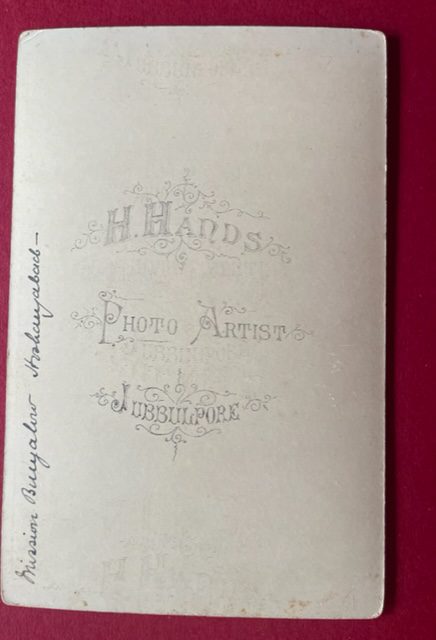 H. HANDS
PHOTO ARTIST
JUBBULPORE
Mission Bungalow Hoshangabad -